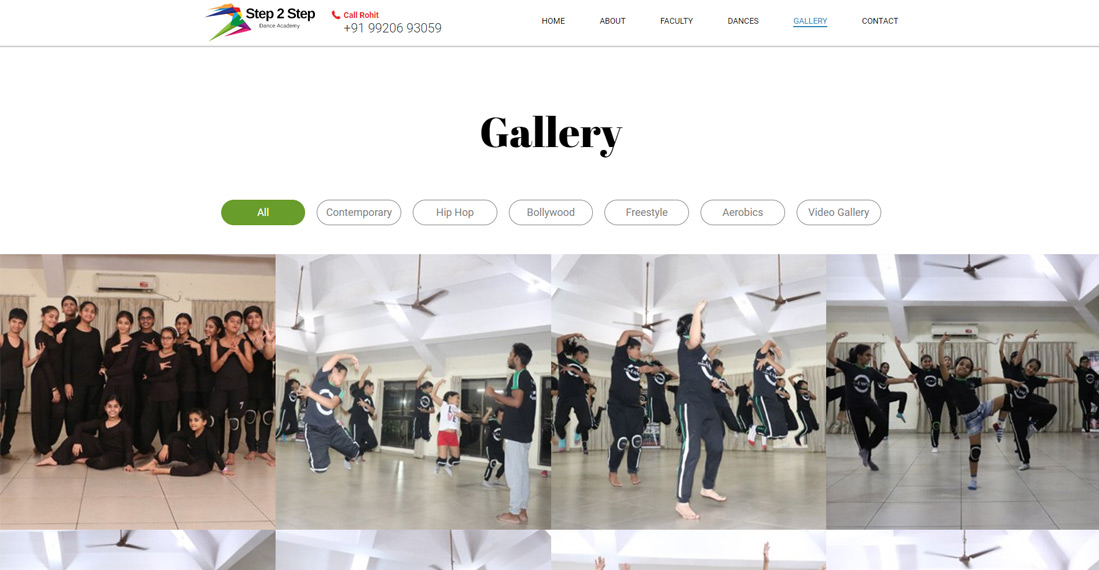 Step 2 Step
Dance Academy
Call Rohit
+91 99206 93059
HOME
ABOUT
FACULTY
DANCES
GALLERY
CONTACT
Gallery
All
Contemporary
Hip Hop
Bollywood
Freestyle
Aerobics
Video Gallery